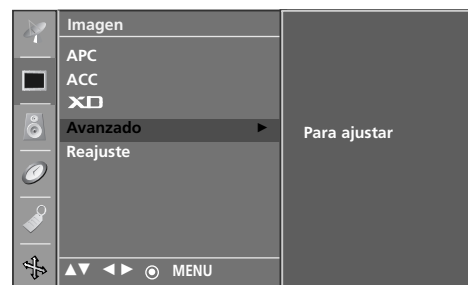 Imagen
APC
ACC
XD
Avanzado ►
Para ajustar
Reajuste
▲▼ ◄► ◉ MENU